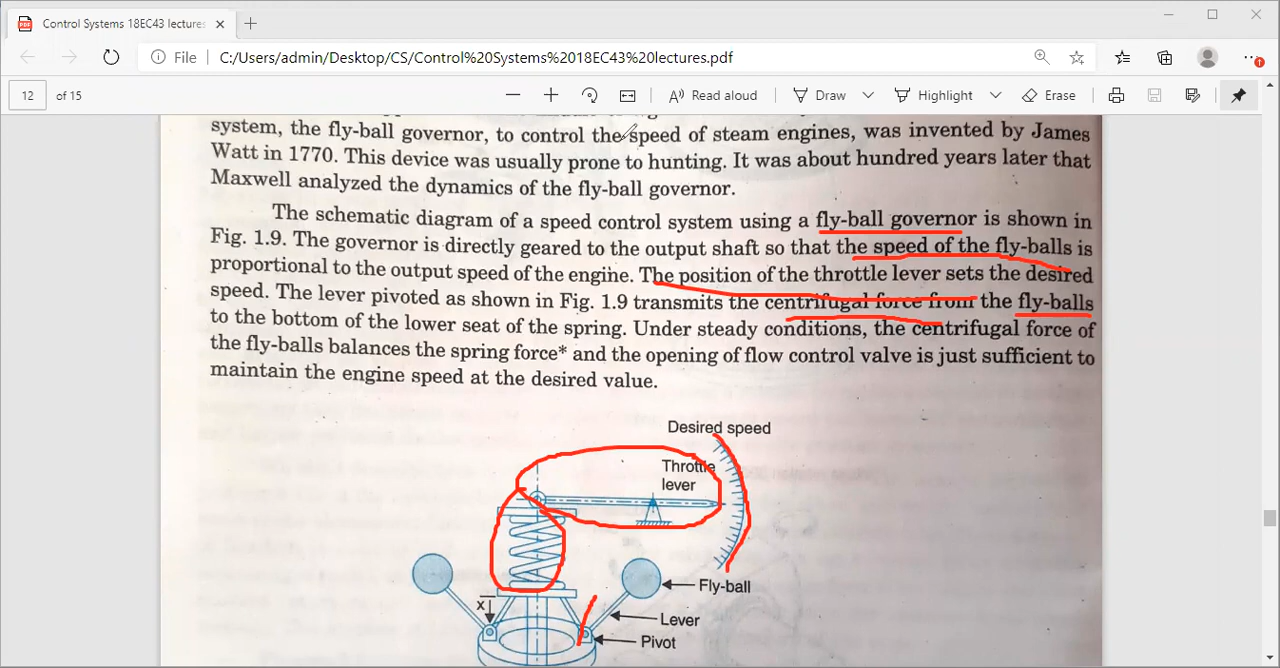 Control Systems 18EC43 lectures
File
C:/Users/admin/Desktop/CS/Control%20Systems%2018EC43%20lectures.pdf
12 of 15
Read aloud
Draw
Highlight
Erase
system, the fly-ball governor, to control the speed of steam engines, was invented by James
Watt in 1770. This device was usually prone to hunting. It was about hundred years later that
Maxwell analyzed the dynamics of the fly-ball governor.
The schematic diagram of a speed control system using a fly-ball governor is shown in
Fig. 1.9. The governor is directly geared to the output shaft so that the speed of the fly-balls is
proportional to the output speed of the engine. The position of the throttle lever sets the desired
speed. The lever pivoted as shown in Fig. 1.9 transmits the centrifugal force from the fly-balls
to the bottom of the lower seat of the spring. Under steady conditions, the centrifugal force of
the fly-balls balances the spring force* and the opening of flow control valve is just sufficient to
maintain the engine speed at the desired value.
Desired speed
Throttle
lever
Fly-ball
x
Lever
Pivot